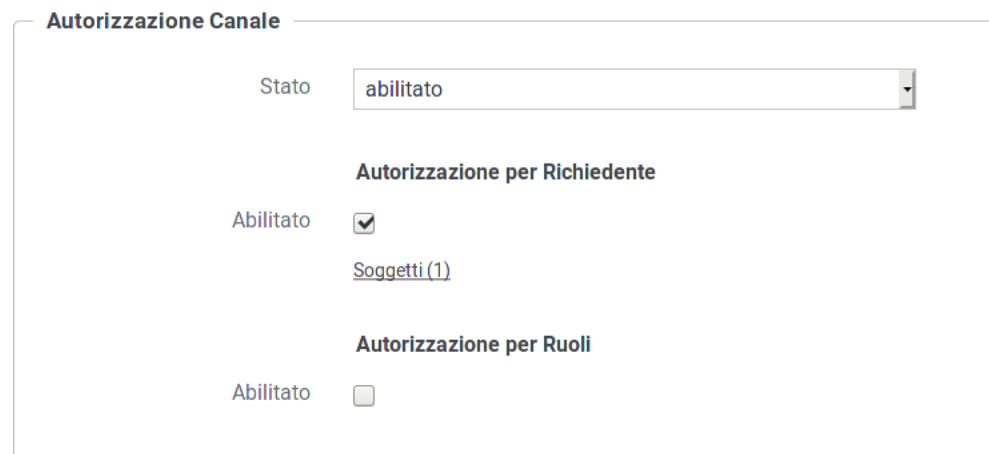 Autorizzazione Canale
Stato abilitato
Autorizzazione per Richiedente
Abilitato
Soggetti (1)
Autorizzazione per Ruoli
Abilitato